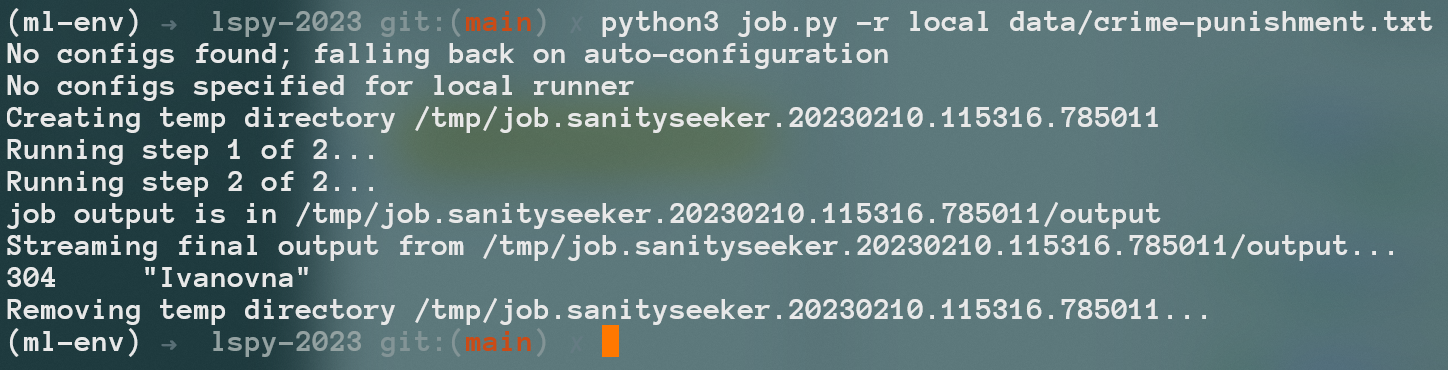 (ml-env) → lspy-2023 git:(main) x python3 job.py -r local data/crime-punishment.txt
No configs found; falling back on auto-configuration
No configs specified for local runner
Creating temp directory /tmp/job.sanityseeker.20230210.115316.785011
Running step 1 of 2...
Running step 2 of 2...
job output is in /tmp/job.sanityseeker.20230210.115316.785011/output
Streaming final output from /tmp/job.sanityseeker.20230210.115316.785011/output...
304 "Ivanovna"
Removing temp directory /tmp/job.sanityseeker.20230210.115316.785011...
(ml-env) → lspy-2023 git:(main) x